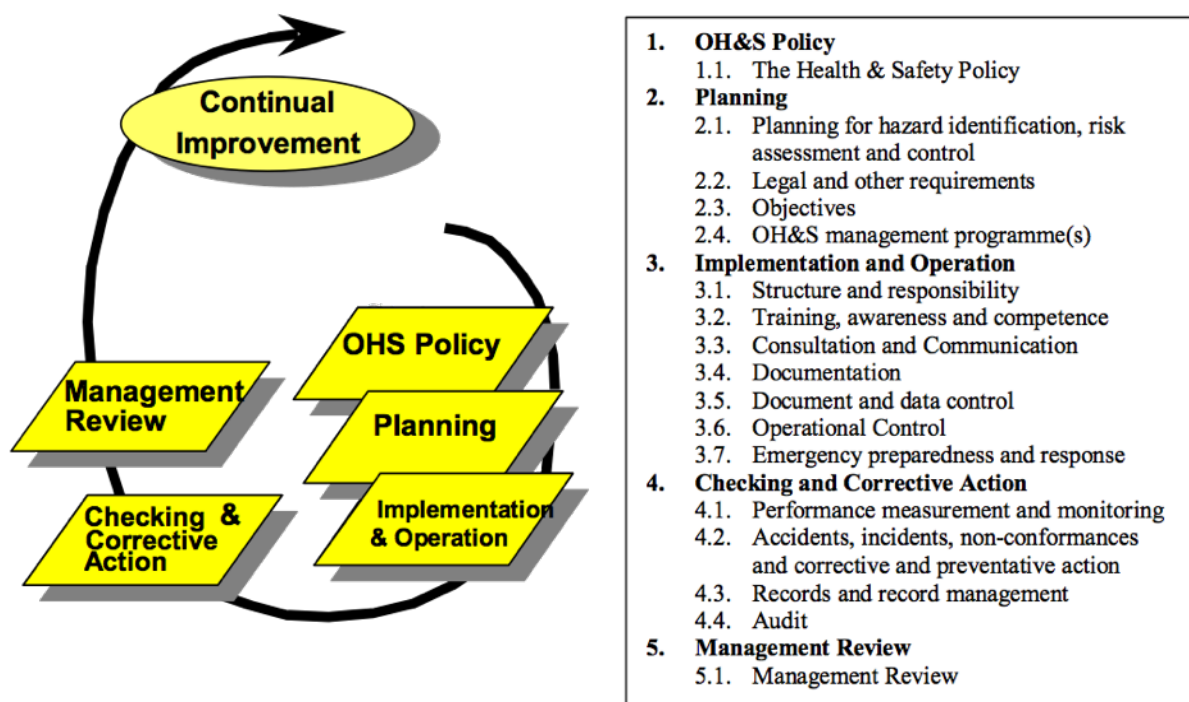 Continual
Improvement
OHS Policy
Planning
Implementation
& Operation
Checking &
Corrective
Action
Management
Review
1. OH&S Policy
1.1. The Health & Safety Policy
2. Planning
2.1. Planning for hazard identification, risk
assessment and control
2.2. Legal and other requirements
2.3. Objectives
2.4. OH&S management programme(s)
3. Implementation and Operation
3.1. Structure and responsibility
3.2. Training, awareness and competence
3.3. Consultation and Communication
3.4. Documentation
3.5. Document and data control
3.6. Operational Control
3.7. Emergency preparedness and response
4. Checking and Corrective Action
4.1. Performance measurement and monitoring
4.2. Accidents, incidents, non-conformances
and corrective and preventative action
4.3. Records and record management
4.4. Audit
5. Management Review
5.1. Management Review